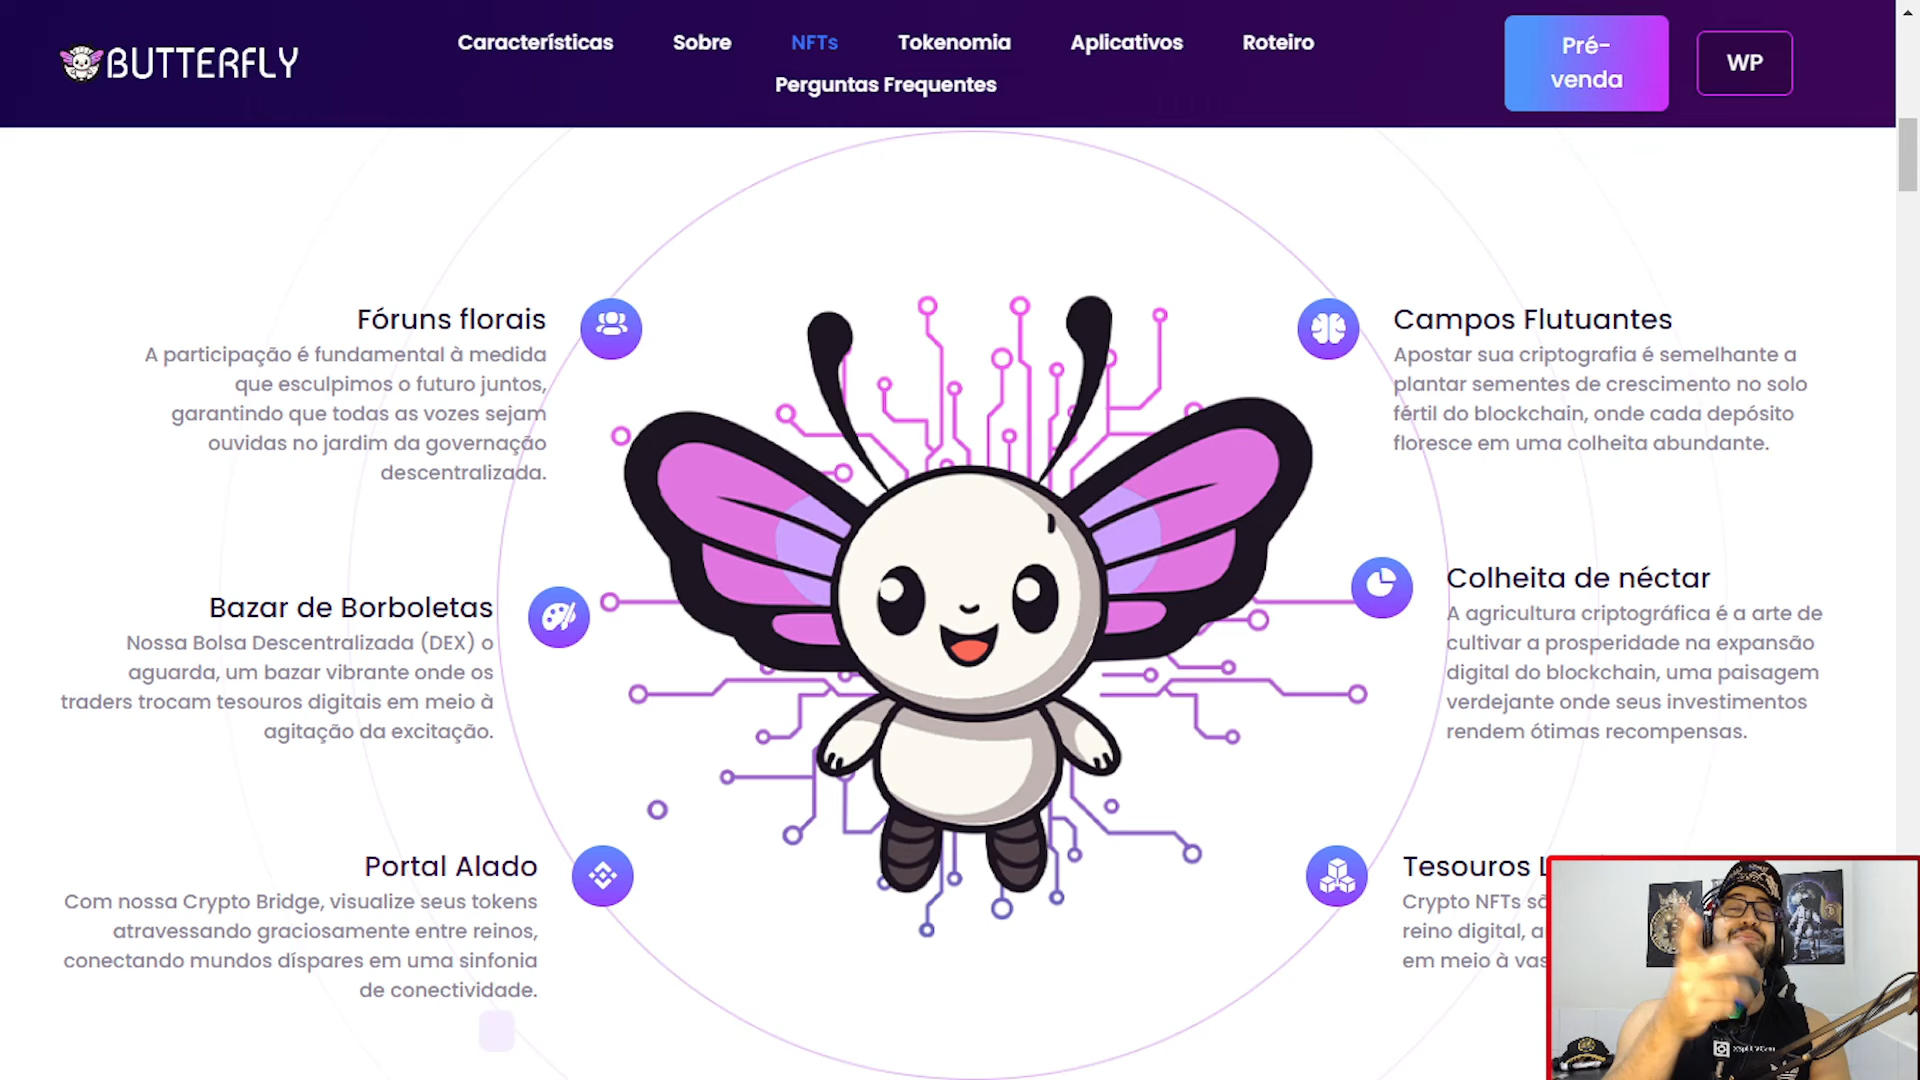 BUTTERFLY
Características
Sobre
NFTs
Tokenomia
Aplicativos
Roteiro
Perguntas Frequentes
Pré-
venda
WP
Fóruns florais
A participação é fundamental à medida
que esculpimos o futuro juntos,
garantindo que todas as vozes sejam
ouvidas no jardim da governação
descentralizada.
Campos Flutuantes
Apostar sua criptografia é semelhante a
plantar sementes de crescimento no solo
fértil do blockchain, onde cada depósito
floresce em uma colheita abundante.
Bazar de Borboletas
Nossa Bolsa Descentralizada (DEX) o
aguarda, um bazar vibrante onde os
traders trocam tesouros digitais em meio à
agitação da excitação.
Colheita de néctar
A agricultura criptográfica é a arte de
cultivar a prosperidade na expansão
digital do blockchain, uma paisagem
verdejante onde seus investimentos
rendem ótimas recompensas.
Portal Alado
Com nossa Crypto Bridge, visualize seus tokens
atravessando graciosamente entre reinos,
conectando mundos díspares em uma sinfonia
de conectividade.
Tesouros
Crypto NFTs
reino digital,
em meio à